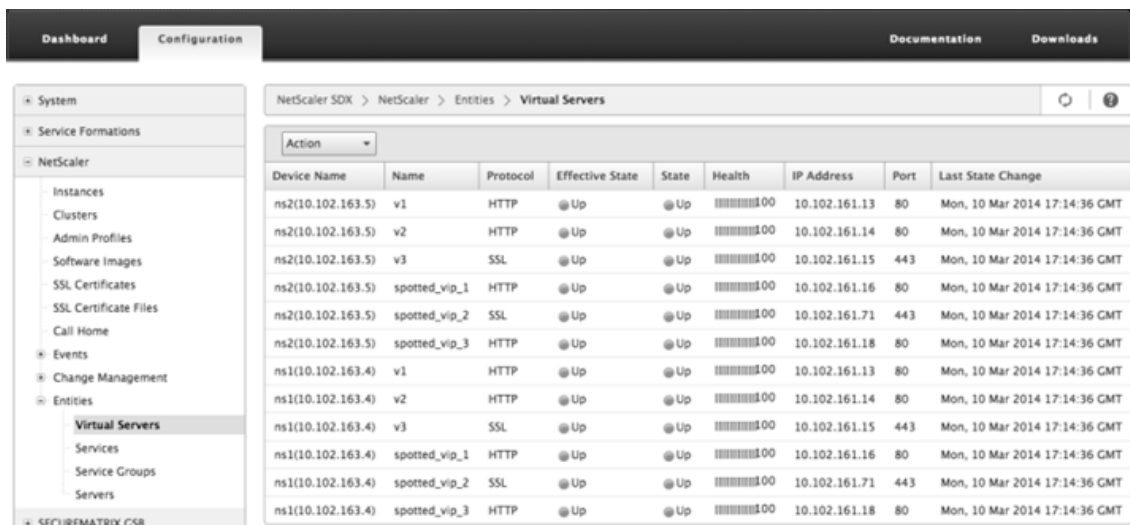 Dashboard Configuration Documentation Downloads
System
Service Formations
NetScaler
Instances
Clusters
Admin Profiles
Software Images
SSL Certificates
SSL Certificate Files
Call Home
Events
Change Management
Entities
Virtual Servers
Services
Service Groups
Servers
SECUREMATRIX GSB
NetScaler SDX > NetScaler > Entities > Virtual Servers
Action
Device Name Name Protocol Effective State State Health IP Address Port Last State Change
ns2(10.102.163.5) v1 HTTP Up Up 100 10.102.161.13 80 Mon, 10 Mar 2014 17:14:36 GMT
ns2(10.102.163.5) v2 HTTP Up Up 100 10.102.161.14 80 Mon, 10 Mar 2014 17:14:36 GMT
ns2(10.102.163.5) v3 SSL Up Up 100 10.102.161.15 443 Mon, 10 Mar 2014 17:14:36 GMT
ns2(10.102.163.5) spotted_vip_1 HTTP Up Up 100 10.102.161.16 80 Mon, 10 Mar 2014 17:14:36 GMT
ns2(10.102.163.5) spotted_vip_2 SSL Up Up 100 10.102.161.71 443 Mon, 10 Mar 2014 17:14:36 GMT
ns2(10.102.163.5) spotted_vip_3 HTTP Up Up 100 10.102.161.18 80 Mon, 10 Mar 2014 17:14:36 GMT
ns1(10.102.163.4) v1 HTTP Up Up 100 10.102.161.13 80 Mon, 10 Mar 2014 17:14:36 GMT
ns1(10.102.163.4) v2 HTTP Up Up 100 10.102.161.14 80 Mon, 10 Mar 2014 17:14:36 GMT
ns1(10.102.163.4) v3 SSL Up Up 100 10.102.161.15 443 Mon, 10 Mar 2014 17:14:36 GMT
ns1(10.102.163.4) spotted_vip_1 HTTP Up Up 100 10.102.161.16 80 Mon, 10 Mar 2014 17:14:36 GMT
ns1(10.102.163.4) spotted_vip_2 SSL Up Up 100 10.102.161.71 443 Mon, 10 Mar 2014 17:14:36 GMT
ns1(10.102.163.4) spotted_vip_3 HTTP Up Up 100 10.102.161.18 80 Mon, 10 Mar 2014 17:14:36 GMT